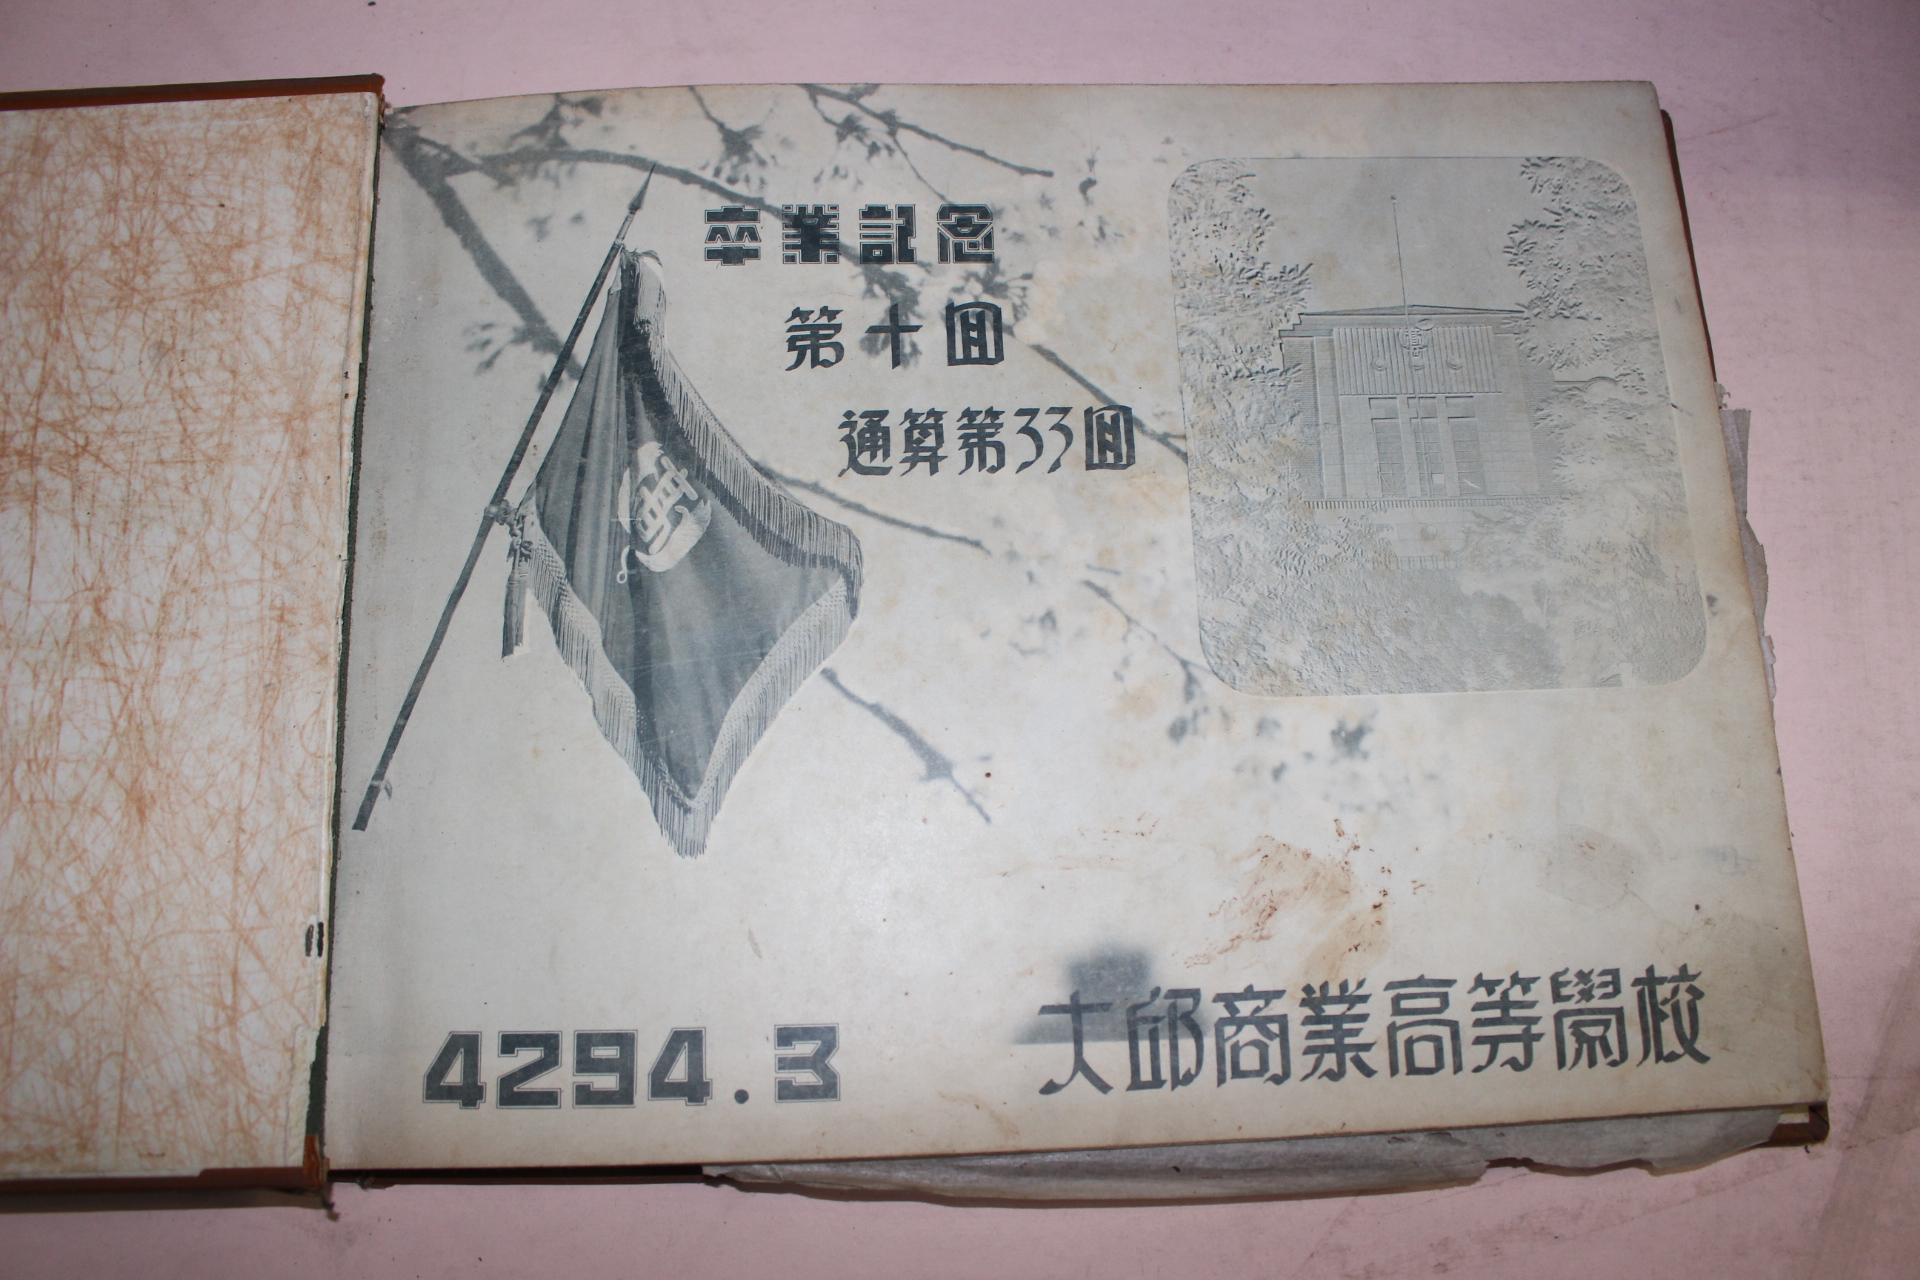 卒業記念
第十回
通算第33回
4294.3
大邱商業高等學校